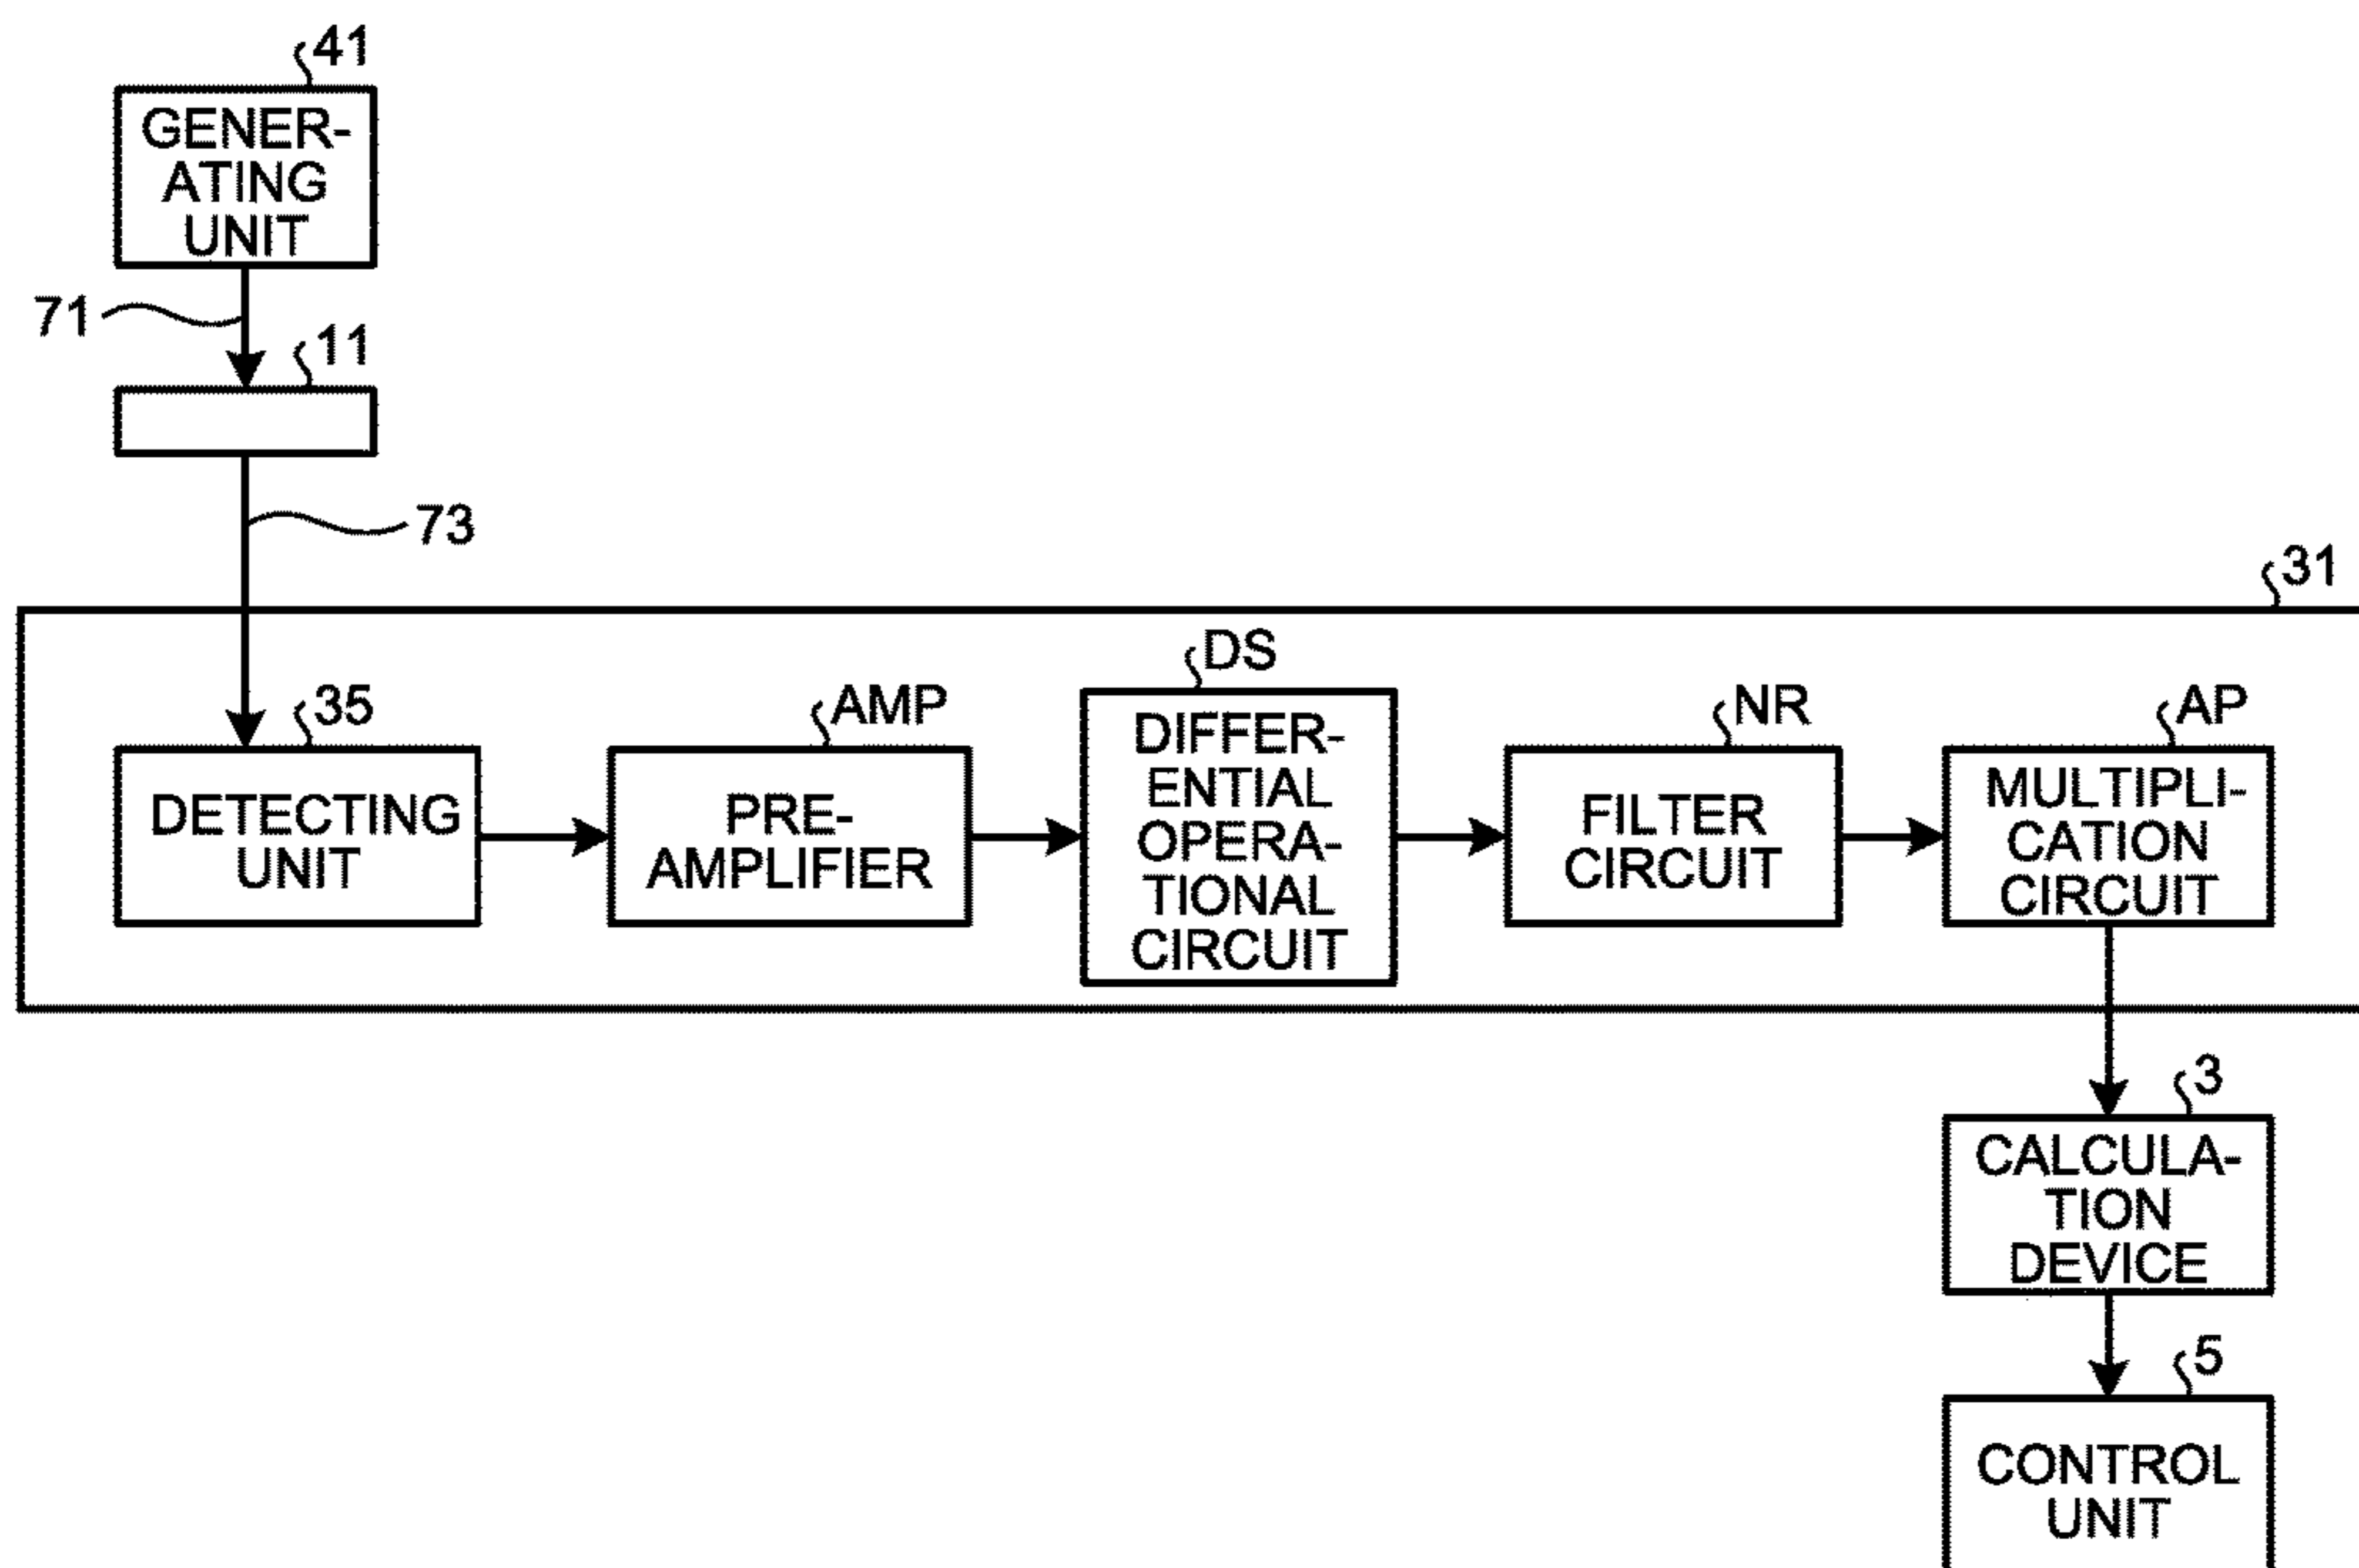 41
GENER-
ATING
UNIT
71
11
73
31
35
DETECTING
UNIT
AMP
PRE-
AMPLIFIER
DS
DIFFER-
ENTIAL
OPERA-
TIONAL
CIRCUIT
NR
FILTER
CIRCUIT
AP
MULTIPLI-
CATION
CIRCUIT
3
CALCULA-
TION
DEVICE
5
CONTROL
UNIT